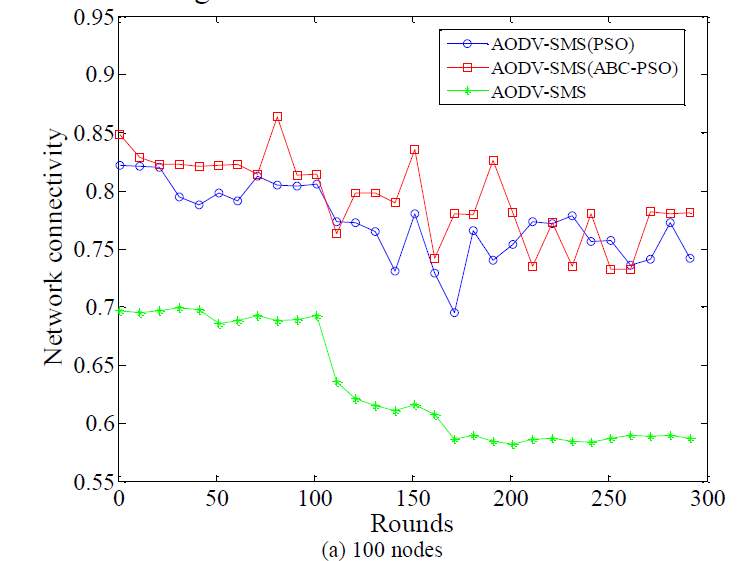 0.95
0.9
0.85
0.8
0.75
0.7
0.65
0.6
0.55
Network connectivity
AODV-SMS(PSO)
AODV-SMS(ABC-PSO)
AODV-SMS
0 50 100 150 200 250 300
Rounds
(a) 100 nodes